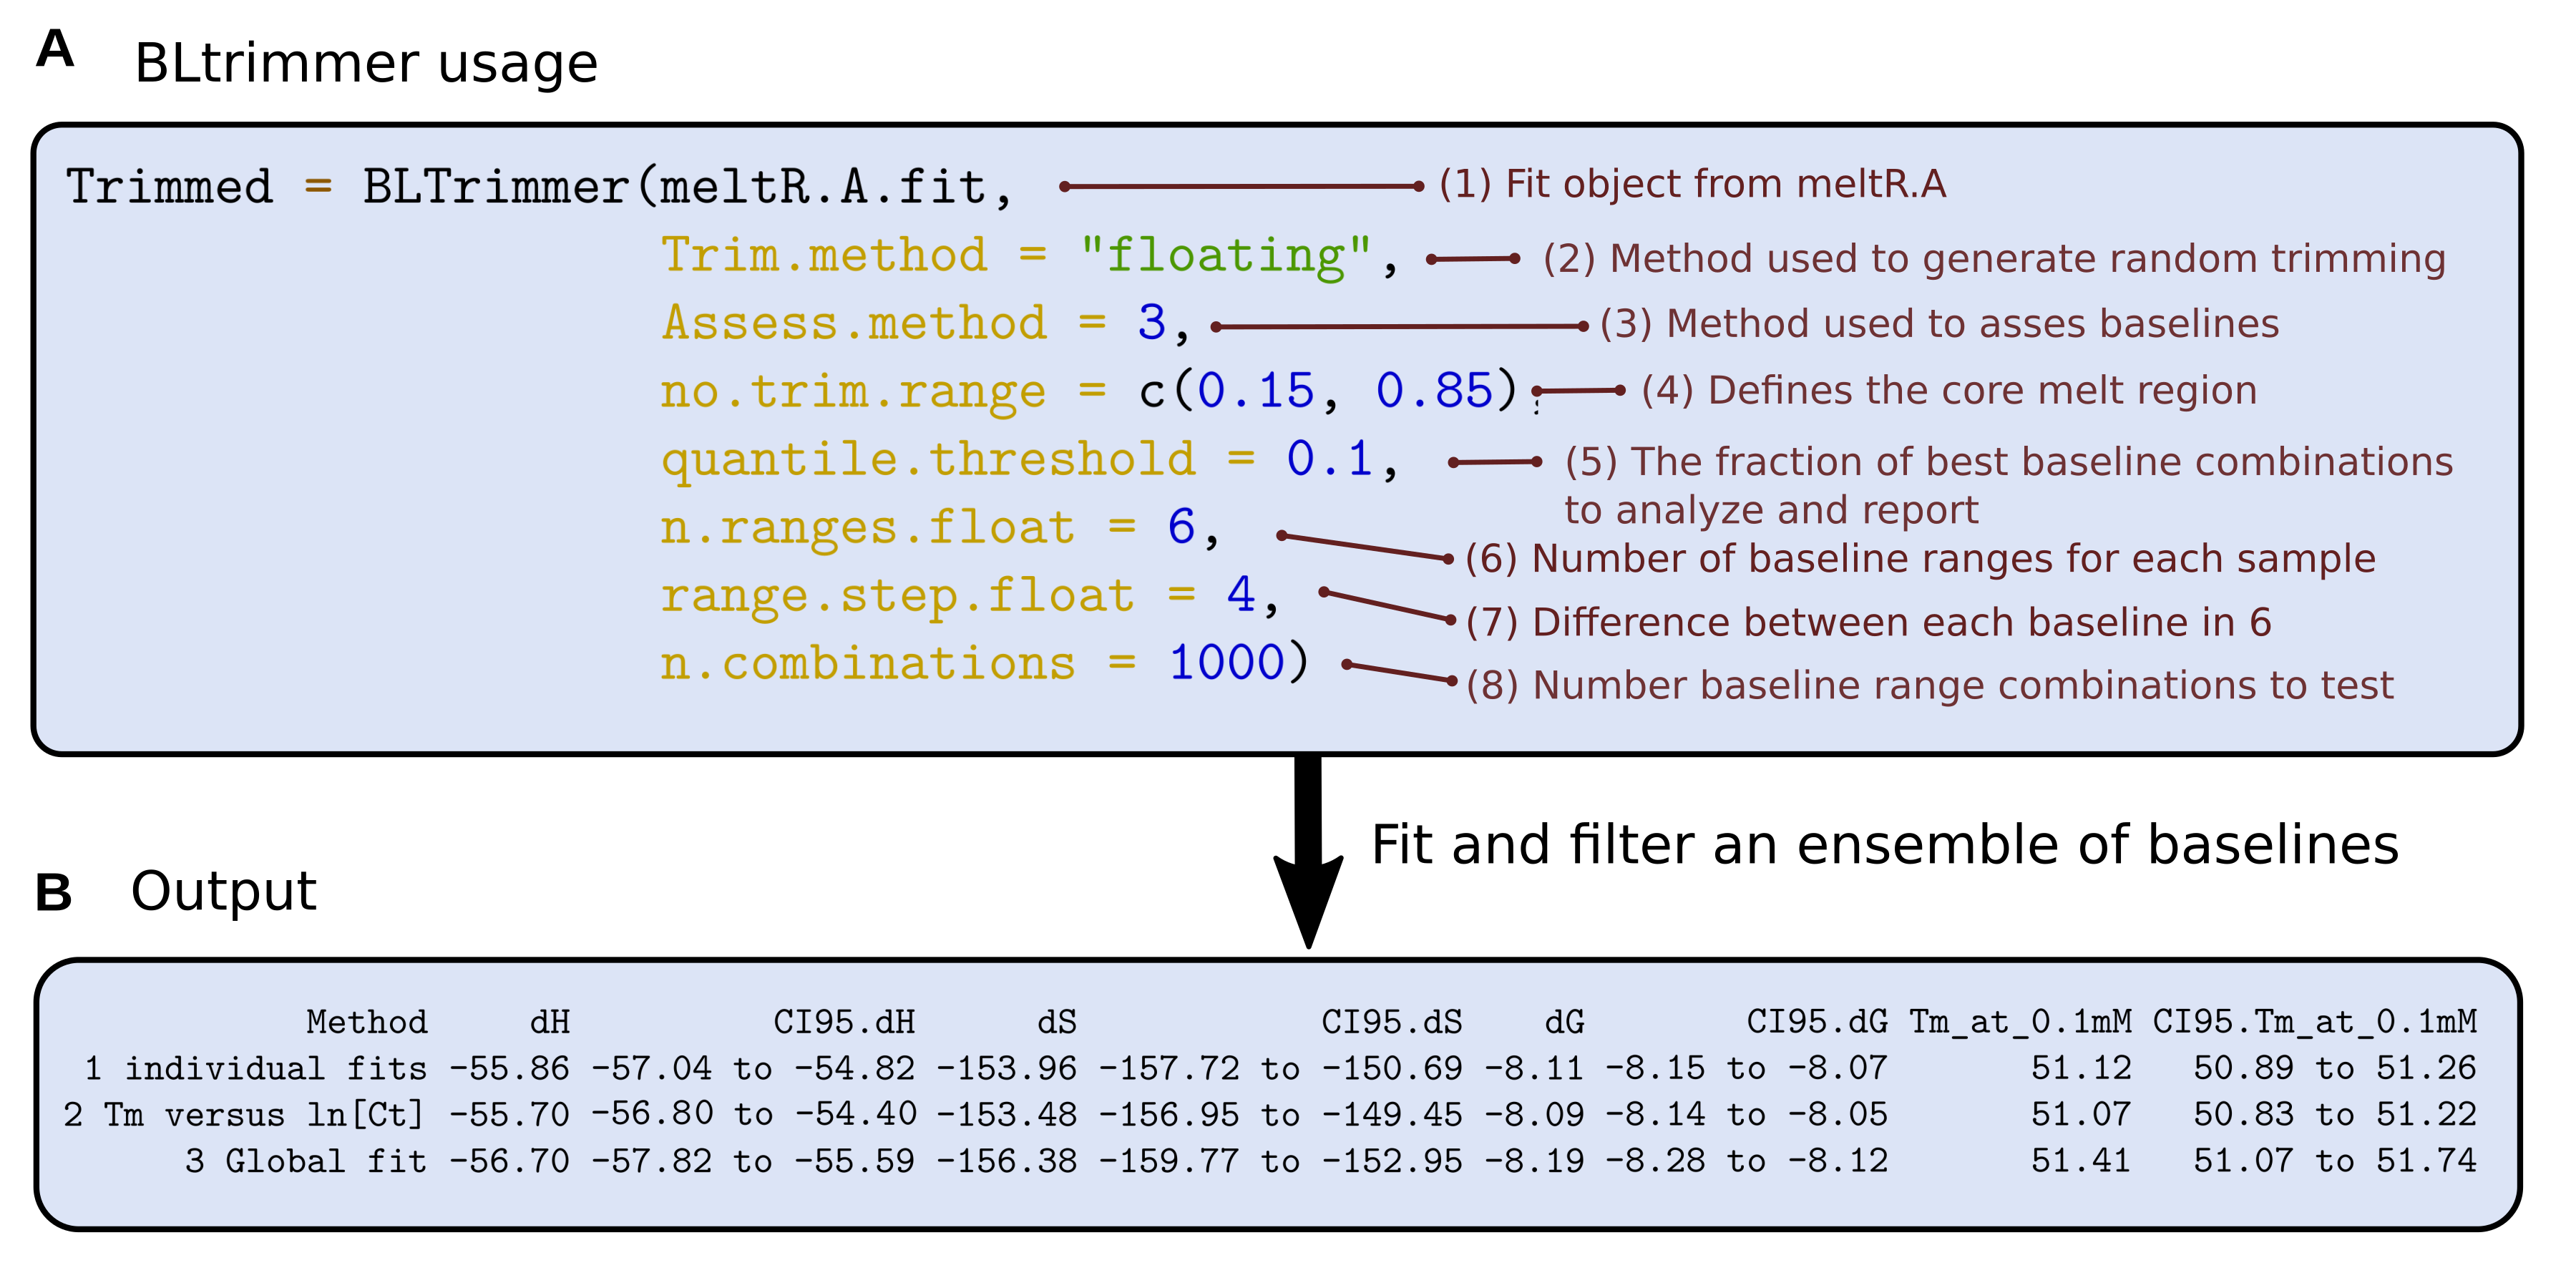 A BLtrimmer usage
Trimmed = BLTrimmer(meltR.A.fit, (1) Fit object from meltR.A
Trim.method = "floating", (2) Method used to generate random trimming
Assess.method = 3, (3) Method used to asses baselines
no.trim.range = c(0.15, 0.85), (4) Defines the core melt region
quantile.threshold = 0.1, (5) The fraction of best baseline combinations
to analyze and report
n.ranges.float = 6, (6) Number of baseline ranges for each sample
range.step.float = 4, (7) Difference between each baseline in 6
n.combinations = 1000) (8) Number baseline range combinations to test
Fit and filter an ensemble of baselines
B Output
Method dH CI95.dH dS CI95.dS dG CI95.dG Tm_at_0.1mM CI95.Tm_at_0.1mM
1 individual fits -55.86 -57.04 to -54.82 -153.96 -157.72 to -150.69 -8.11 -8.15 to -8.07 51.12 50.89 to 51.26
2 Tm versus ln[Ct] -55.70 -56.80 to -54.40 -153.48 -156.95 to -149.45 -8.09 -8.14 to -8.05 51.07 50.83 to 51.22
3 Global fit -56.70 -57.82 to -55.59 -156.38 -159.77 to -152.95 -8.19 -8.28 to -8.12 51.41 51.07 to 51.74